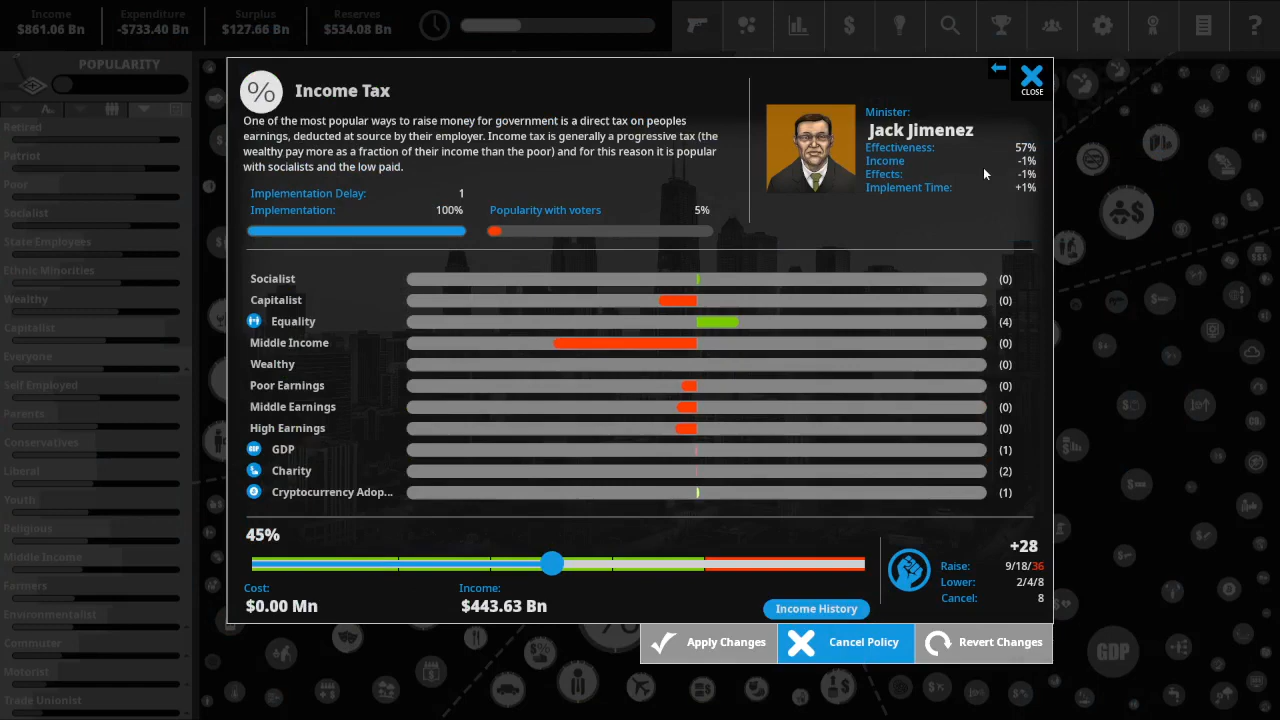 Income
$861.06 Bn
Expenditure
-$733.40 Bn
Surplus
$127.66 Bn
Reserves
$534.08 Bn
?
POPULARITY
Retired
Patriot
Poor
Socialist
State Employees
Ethnic Minorities
Wealthy
Capitalist
Everyone
Self Employed
Parents
Conservatives
Liberal
Youth
Religious
Middle Income
Farmers
Environmentalist
Commuter
Motorist
Trade Unionist
%
Income Tax
One of the most popular ways to raise money for government is a direct tax on peoples
earnings, deducted at source by their employer. Income tax is generally a progressive tax (the
wealthy pay more as a fraction of their income than the poor) and for this reason it is popular
with socialists and the low paid.
Implementation Delay: 1
Implementation: 100%
Popularity with voters 5%
CLOSE
Minister:
Jack Jimenez
Effectiveness: 57%
Income -1%
Effects: -1%
Implement Time: +1%
Socialist (0)
Capitalist (0)
Equality (4)
Middle Income (0)
Wealthy (0)
Poor Earnings (0)
Middle Earnings (0)
High Earnings (0)
GDP (1)
Charity (2)
Cryptocurrency Adop... (1)
45%
Cost:
$0.00 Mn
Income:
$443.63 Bn
Income History
+28
Raise: 9/18/36
Lower: 2/4/8
Cancel: 8
Apply Changes
Cancel Policy
Revert Changes
GDP